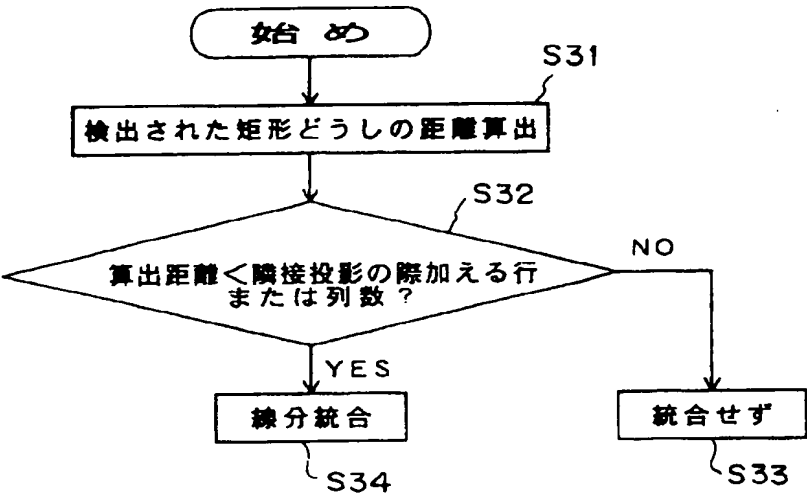 始め
S31
検出された矩形どうしの距離算出
S32
算出距離＜隣接投影の際加える行
または列数？
NO
YES
線分統合
統合せず
S34
S33